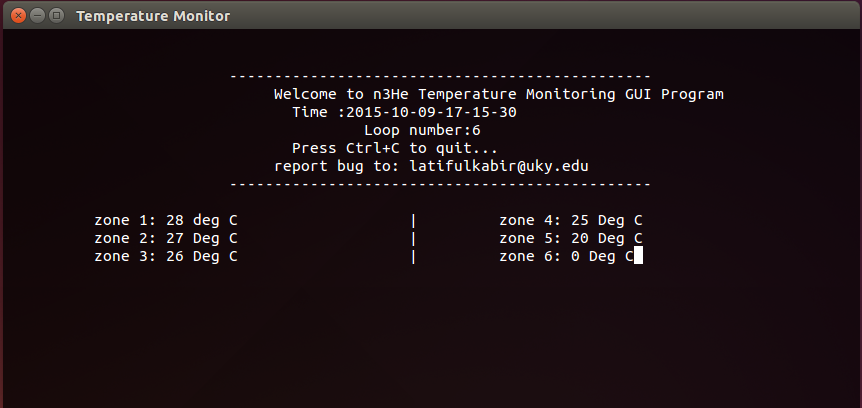 Temperature Monitor
-----------------------------------------------
Welcome to n3He Temperature Monitoring GUI Program
Time :2015-10-09-17-15-30
Loop number:6
Press Ctrl+C to quit...
report bug to: latifulkabir@uky.edu
-----------------------------------------------
zone 1: 28 deg C | zone 4: 25 Deg C
zone 2: 27 Deg C | zone 5: 20 Deg C
zone 3: 26 Deg C | zone 6: 0 Deg C